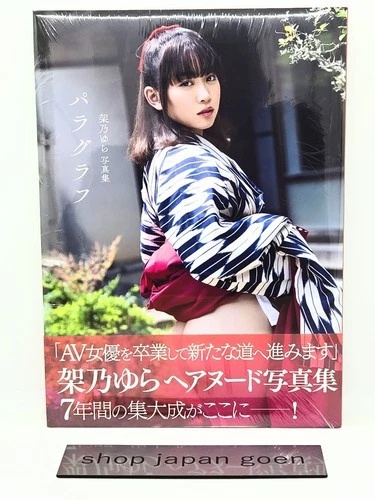 パラグラフ
架乃ゆら 写真集
「AV女優を卒業して新たな道へ進みます」
架乃ゆら ヘアヌード写真集
7年間の集大成がここに──！
shop japan goen